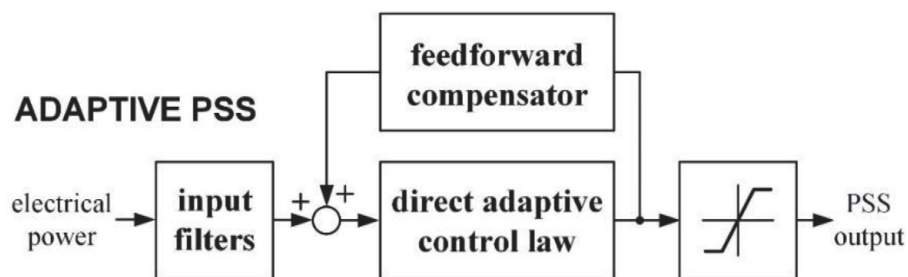 feedforward
compensator
ADAPTIVE PSS
electrical
power
input
filters
+
+
direct adaptive
control law
PSS
output